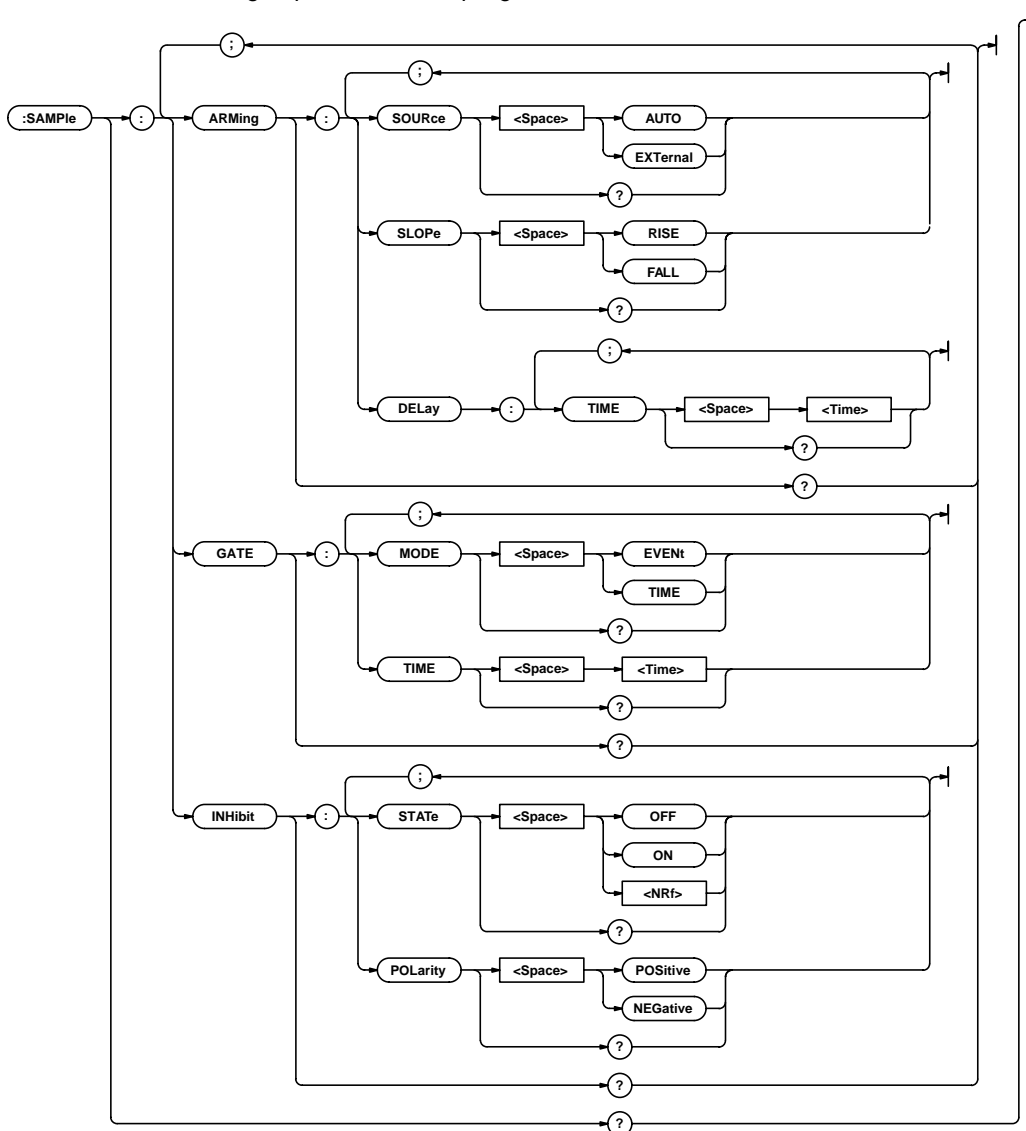 ;
;
:SAMPle : ARMing : SOURce <Space> AUTO
EXTernal
?
SLOPe <Space> RISE
FALL
?
;
DELay : TIME <Space> <Time>
?
?
;
GATE : MODE <Space> EVENt
TIME
?
TIME <Space> <Time>
?
?
;
INHibit : STATe <Space> OFF
ON
<NRf>
?
POLarity <Space> POSitive
NEGative
?
?
?